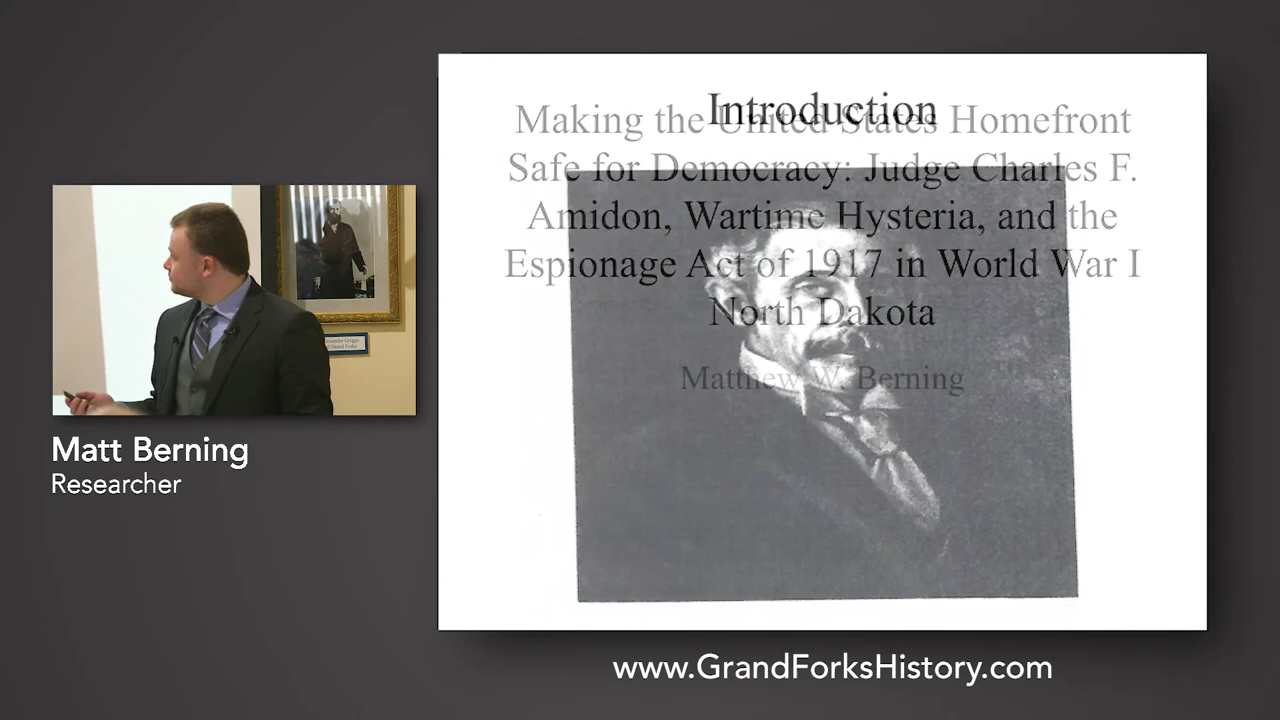 Introduction
Making the United States Homefront
Safe for Democracy: Judge Charles F.
Amidon, Wartime Hysteria, and the
Espionage Act of 1917 in World War I
North Dakota
Matthew W. Berning
Matt Berning
Researcher
www.GrandForksHistory.com